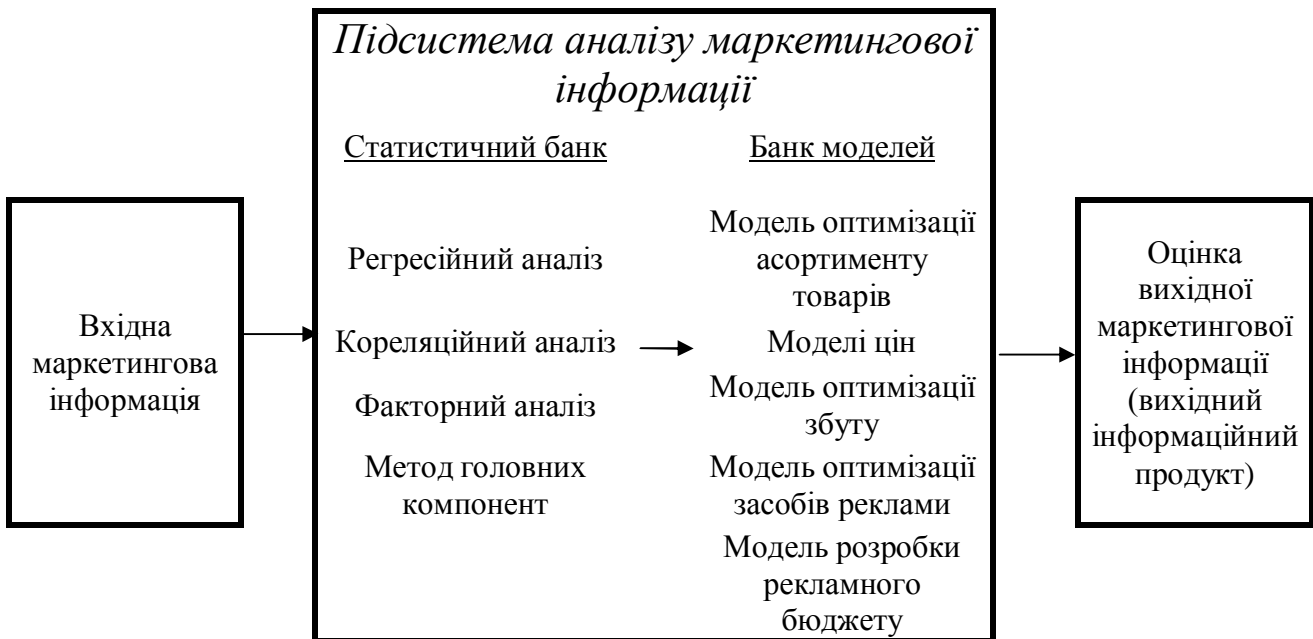 Підсистема аналізу маркетингової
інформації
Статистичний банк
Банк моделей
Вхідна
маркетингова
інформація
Регресійний аналіз
Кореляційний аналіз
Факторний аналіз
Метод головних
компонент
Модель оптимізації
асортименту
товарів
Моделі цін
Модель оптимізації
збуту
Модель оптимізації
засобів реклами
Модель розробки
рекламного
бюджету
Оцінка
вихідної
маркетингової
інформації
(вихідний
інформаційний
продукт)